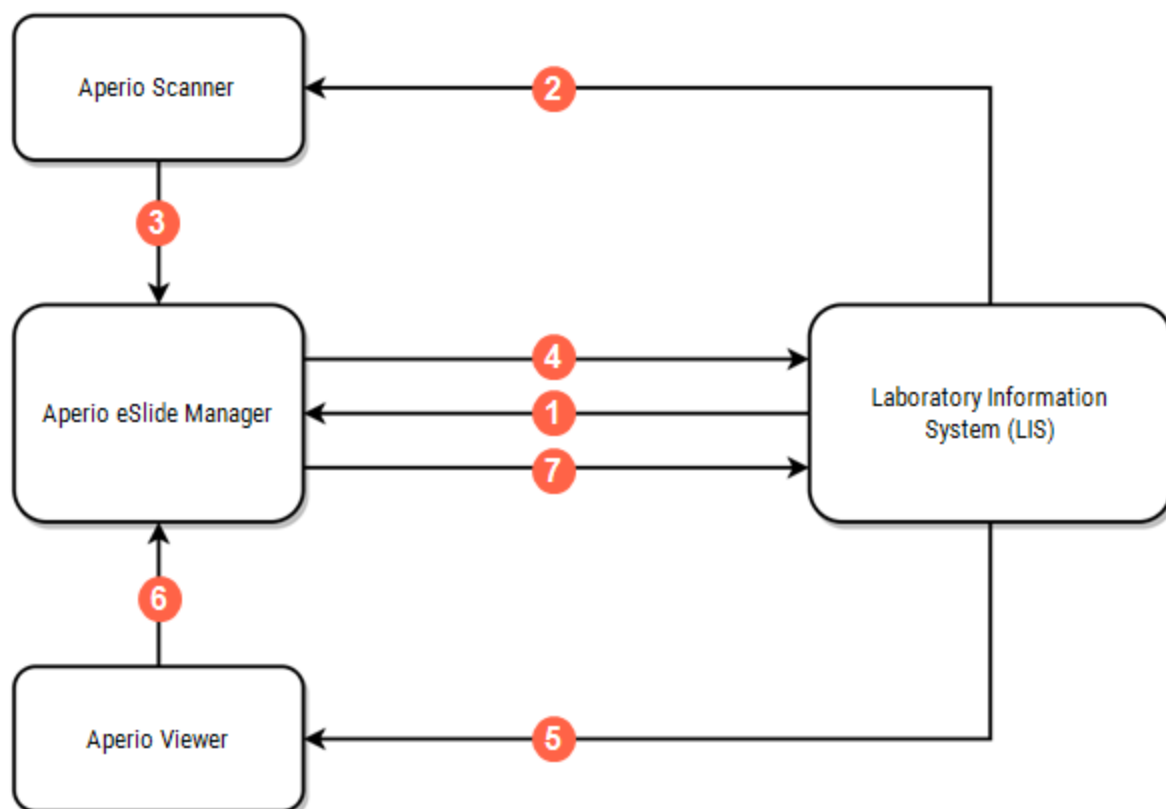 Aperio Scanner
2
3
4
Aperio eSlide Manager
1
Laboratory Information
System (LIS)
7
6
Aperio Viewer
5